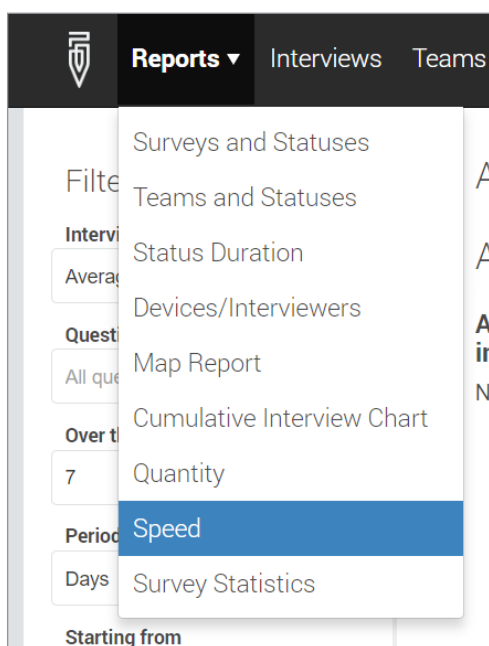 Reports ▾ Interviews Teams
Surveys and Statuses
Teams and Statuses
Status Duration
Devices/Interviewers
Map Report
Cumulative Interview Chart
Quantity
Speed
Survey Statistics
7
Days
Starting from